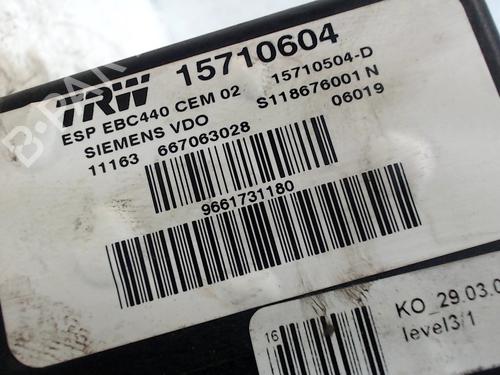 TRW 15710604
ESP EBC440 CEM 02 15710504-D
SIEMENS VDO S118676001 N
11163 667063028 06019
9661731180
16
KO_29.03.0
level3/1
B-PARTS